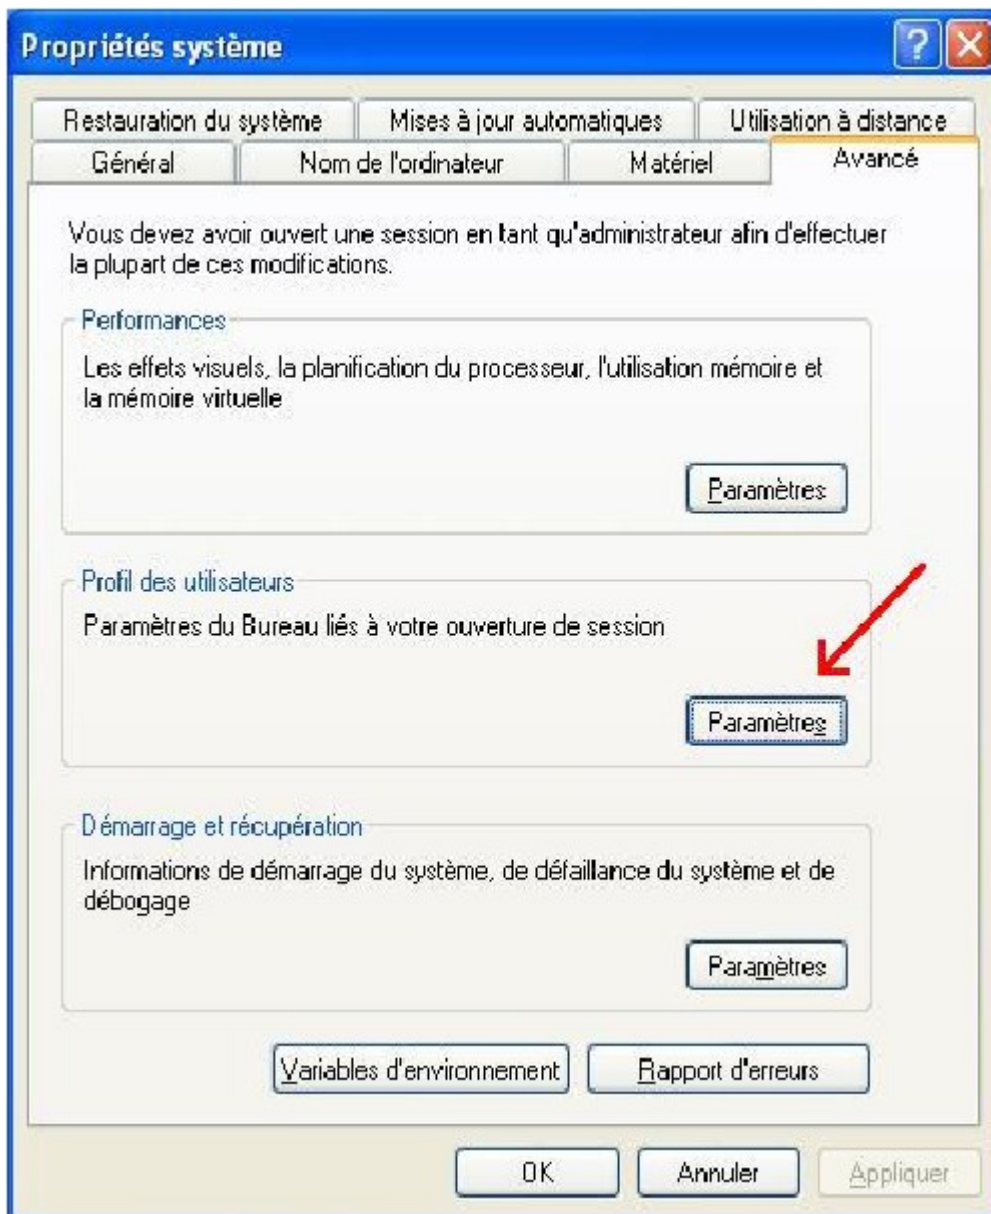 Propriétés système
Restauration du système
Mises à jour automatiques
Utilisation à distance
Général
Nom de l'ordinateur
Matériel
Avancé
Vous devez avoir ouvert une session en tant qu'administrateur afin d'effectuer
la plupart de ces modifications.
Performances
Les effets visuels, la planification du processeur, l'utilisation mémoire et
la mémoire virtuelle
Paramètres
Profil des utilisateurs
Paramètres du Bureau liés à votre ouverture de session
Paramètres
Démarrage et récupération
Informations de démarrage du système, de défaillance du système et de
débogage
Paramètres
Variables d'environnement
Rapport d'erreurs
OK
Annuler
Appliquer